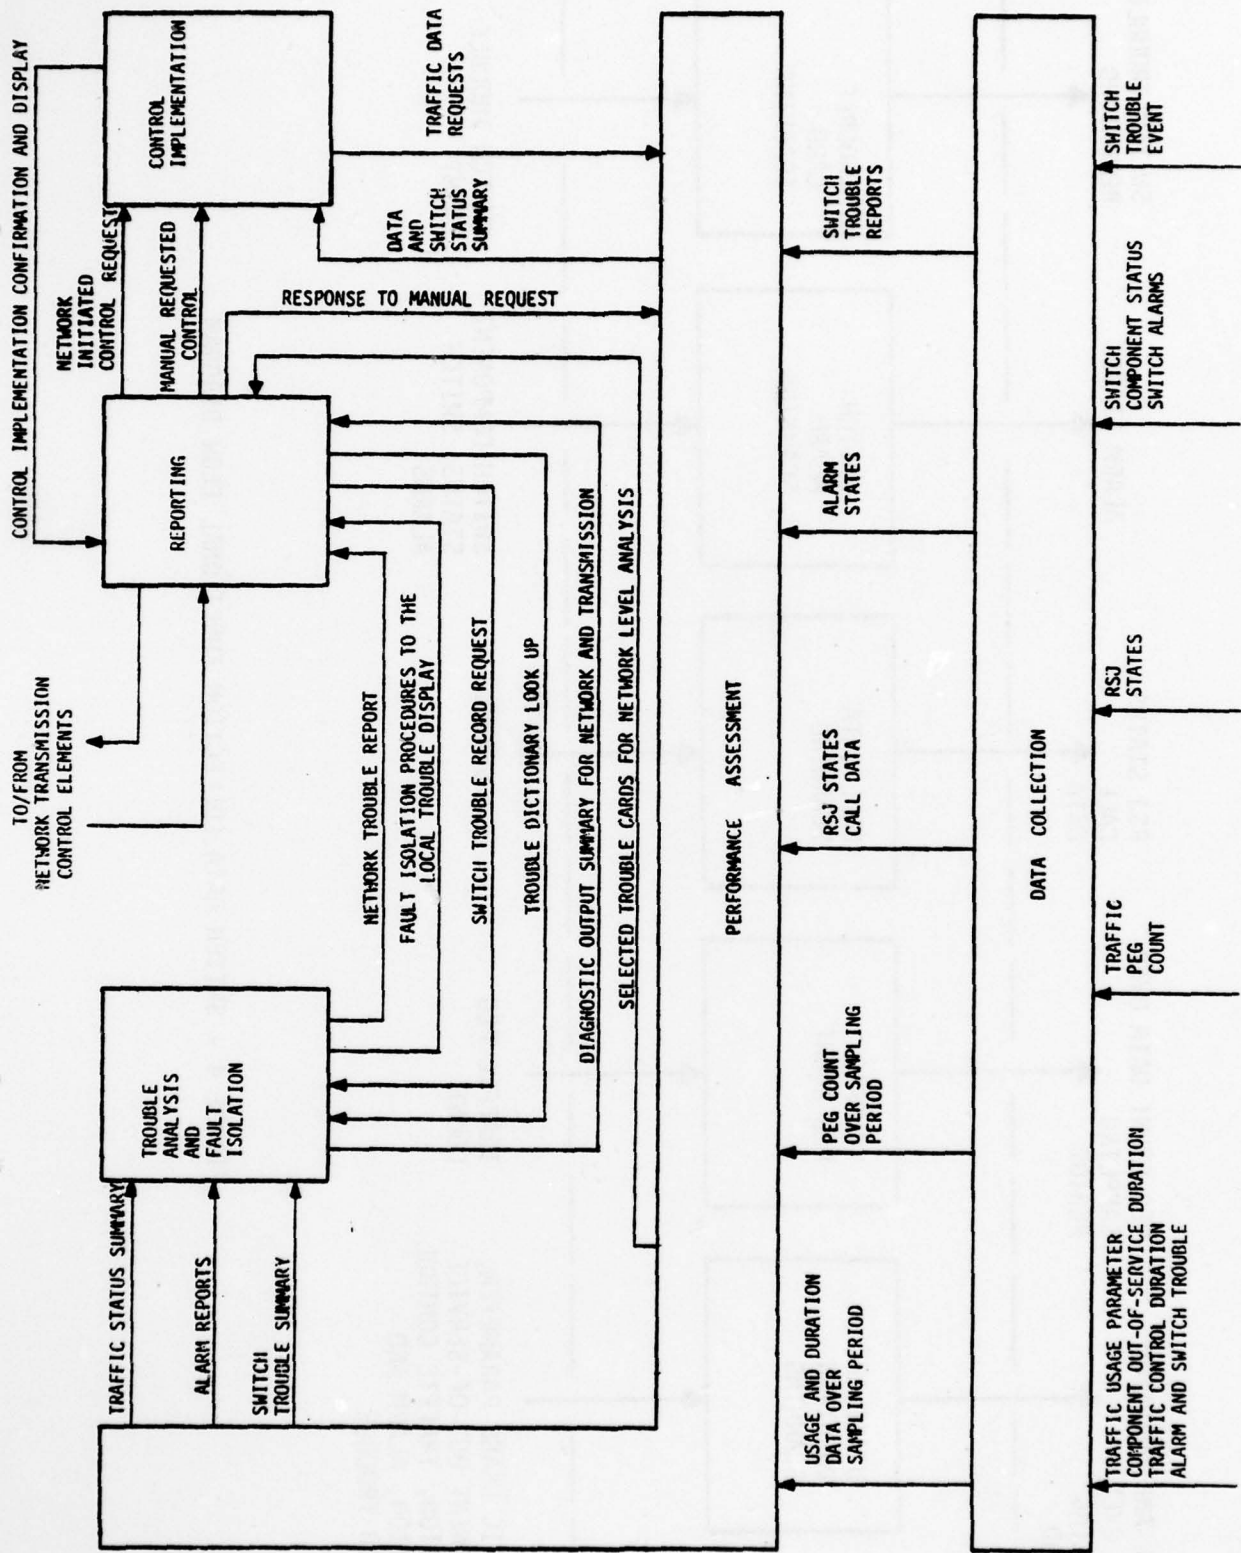 CONTROL IMPLEMENTATION CONFIRMATION AND DISPLAY
TO/FROM
NETWORK TRANSMISSION
CONTROL ELEMENTS
NETWORK
INITIATED
CONTROL REQUEST
MANUAL REQUESTED
CONTROL
CONTROL
IMPLEMENTATION
REPORTING
TROUBLE
ANALYSIS
AND
FAULT
ISOLATION
TRAFFIC STATUS SUMMARY
ALARM REPORTS
SWITCH
TROUBLE SUMMARY
NETWORK TROUBLE REPORT
FAULT ISOLATION PROCEDURES TO THE
LOCAL TROUBLE DISPLAY
SWITCH TROUBLE RECORD REQUEST
TROUBLE DICTIONARY LOOK UP
DIAGNOSTIC OUTPUT SUMMARY FOR NETWORK AND TRANSMISSION
SELECTED TROUBLE CARDS FOR NETWORK LEVEL ANALYSIS
RESPONSE TO MANUAL REQUEST
DATA
AND
SWITCH
STATUS
SUMMARY
TRAFFIC DATA
REQUESTS
PERFORMANCE ASSESSMENT
USAGE AND DURATION
DATA OVER
SAMPLING PERIOD
PEG COUNT
OVER SAMPLING
PERIOD
RSJ STATES
CALL DATA
ALARM
STATES
SWITCH
TROUBLE
REPORTS
DATA COLLECTION
TRAFFIC USAGE PARAMETER
COMPONENT OUT-OF-SERVICE DURATION
TRAFFIC CONTROL DURATION
ALARM AND SWITCH TROUBLE
TRAFFIC
PEG
COUNT
RSJ
STATES
SWITCH
COMPONENT STATUS
SWITCH ALARMS
SWITCH
TROUBLE
EVENT